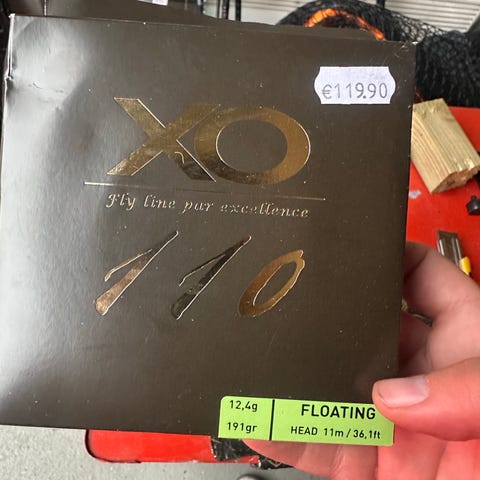 €119.90
XO
Fly line par excellence
110
12,4g
191gr
FLOATING
HEAD 11m/36,1ft